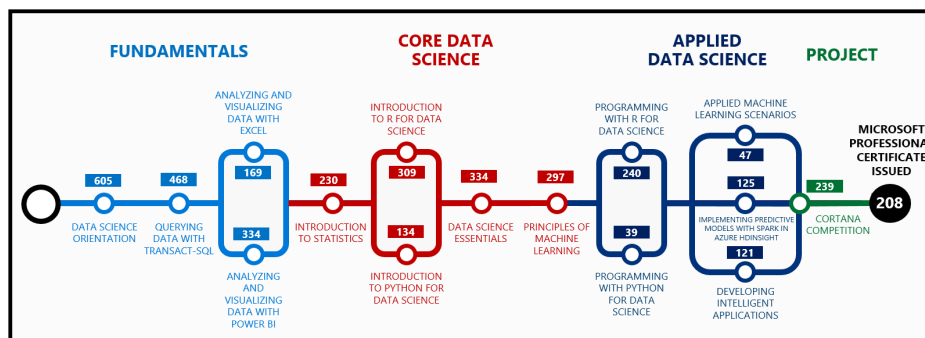 FUNDAMENTALS
CORE DATA
SCIENCE
APPLIED
DATA SCIENCE
PROJECT
ANALYZING AND
VISUALIZING
DATA WITH
EXCEL
INTRODUCTION
TO R FOR DATA
SCIENCE
PROGRAMMING
WITH R FOR
DATA SCIENCE
APPLIED MACHINE
LEARNING SCENARIOS
MICROSOFT
PROFESSIONAL
CERTIFICATE
ISSUED
605
468
169
230
309
334
297
240
47
125
239
208
DATA SCIENCE
ORIENTATION
QUERYING
DATA WITH
TRANSACT-SQL
334
INTRODUCTION
TO STATISTICS
134
DATA SCIENCE
ESSENTIALS
PRINCIPLES OF
MACHINE
LEARNING
39
IMPLEMENTING PREDICTIVE
MODELS WITH SPARK IN
AZURE HDINSIGHT
121
CORTANA
COMPETITION
ANALYZING
AND
VISUALIZING
DATA WITH
POWER BI
INTRODUCTION
TO PYTHON FOR
DATA SCIENCE
PROGRAMMING
WITH PYTHON
FOR DATA
SCIENCE
DEVELOPING
INTELLIGENT
APPLICATIONS